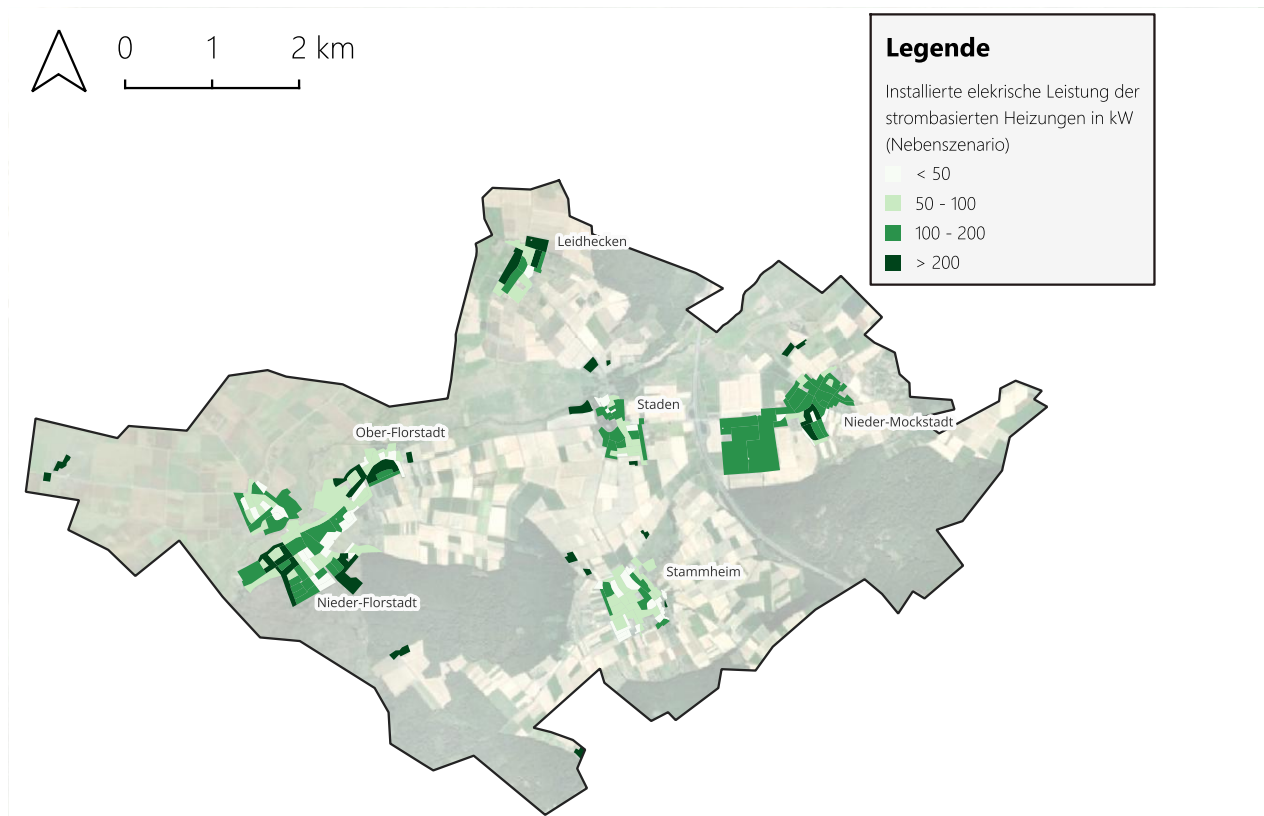 0 1 2 km
Legende
Installierte elekrische Leistung der
strombasierten Heizungen in kW
(Nebenszenario)
< 50
50 - 100
100 - 200
> 200
Leidhecken
Staden
Nieder-Mockstadt
Ober-Florstadt
Stammheim
Nieder-Florstadt